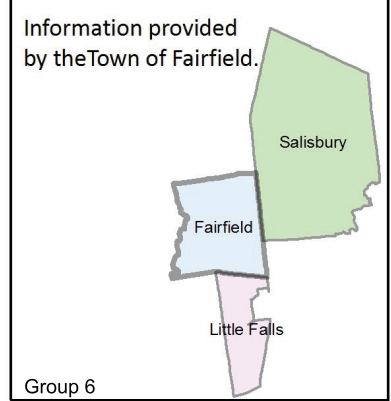 Information provided
by theTown of Fairfield.
Salisbury
Fairfield
Little Falls
Group 6